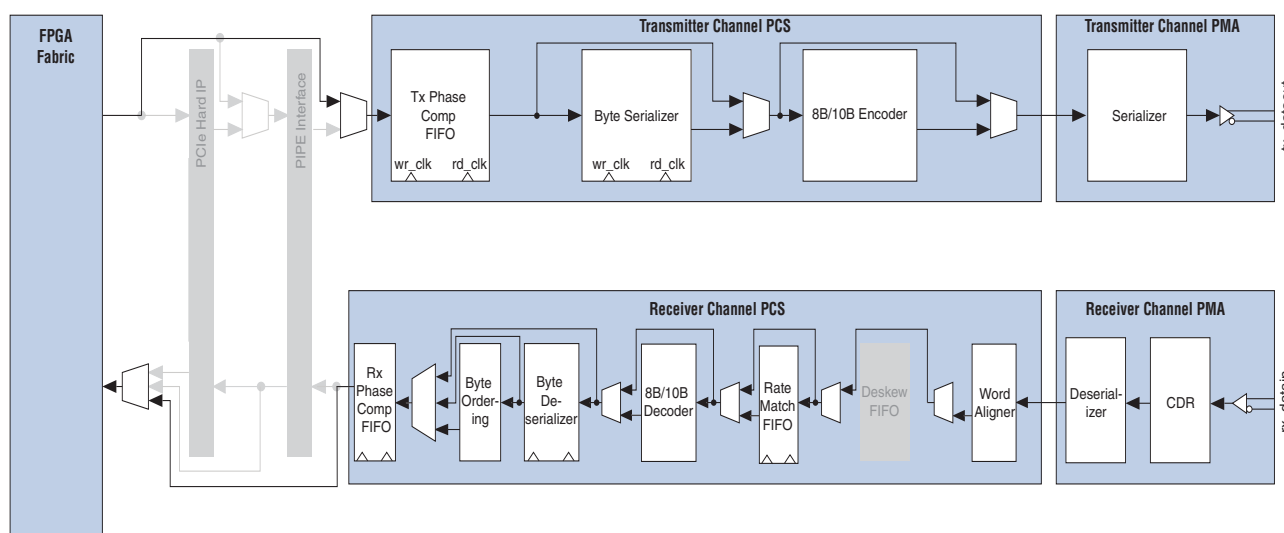 FPGA
Fabric
Transmitter Channel PCS
Transmitter Channel PMA
PCIe Hard IP
PIPE Interface
Tx Phase
Comp
FIFO
wr_clk
rd_clk
Byte Serializer
wr_clk
rd_clk
8B/10B Encoder
Serializer
Receiver Channel PCS
Receiver Channel PMA
Rx
Phase
Comp
FIFO
Byte
Order-
ing
Byte
De-
serializer
8B/10B
Decoder
Rate
Match
FIFO
Deskew
FIFO
Word
Aligner
Deserial-
izer
CDR